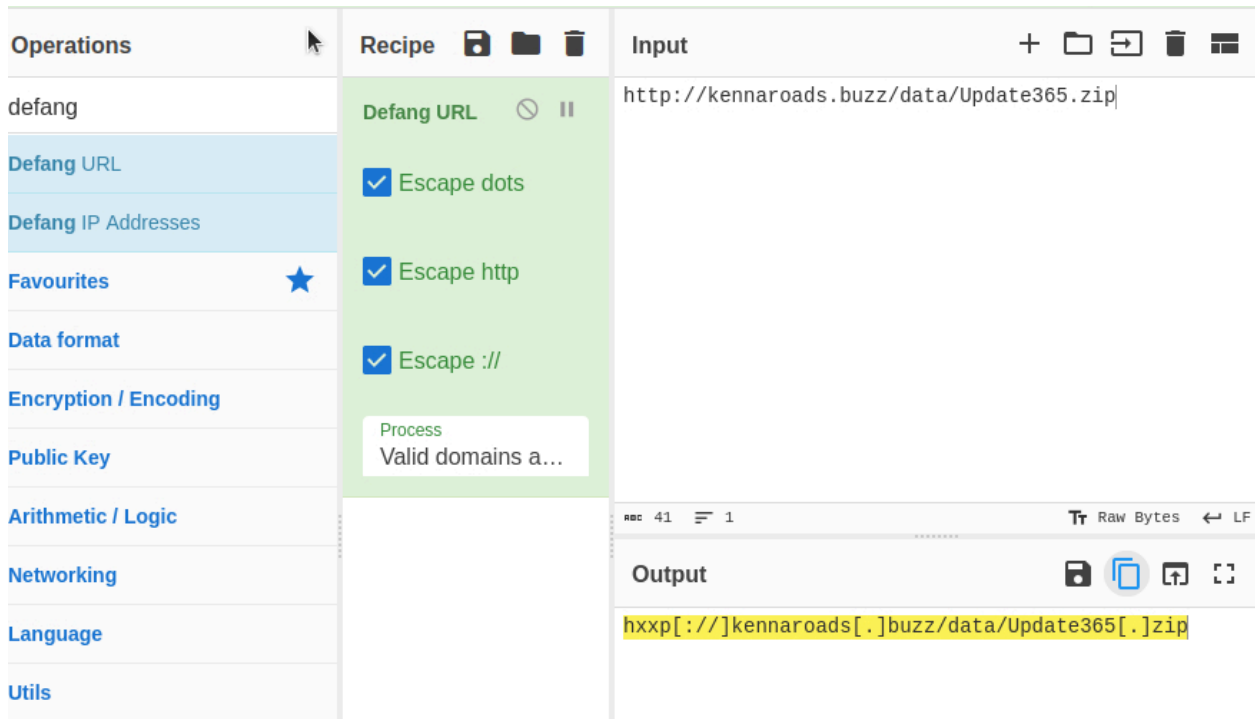 Operations
defang
Defang URL
Defang IP Addresses
Favourites
Data format
Encryption / Encoding
Public Key
Arithmetic / Logic
Networking
Language
Utils
Recipe
Defang URL
Escape dots
Escape http
Escape ://
Process
Valid domains a...
Input
http://kennaroads.buzz/data/Update365.zip
ABC 41 1
Tт Raw Bytes LF
Output
hxxp[://]kennaroads[.]buzz/data/Update365[.]zip